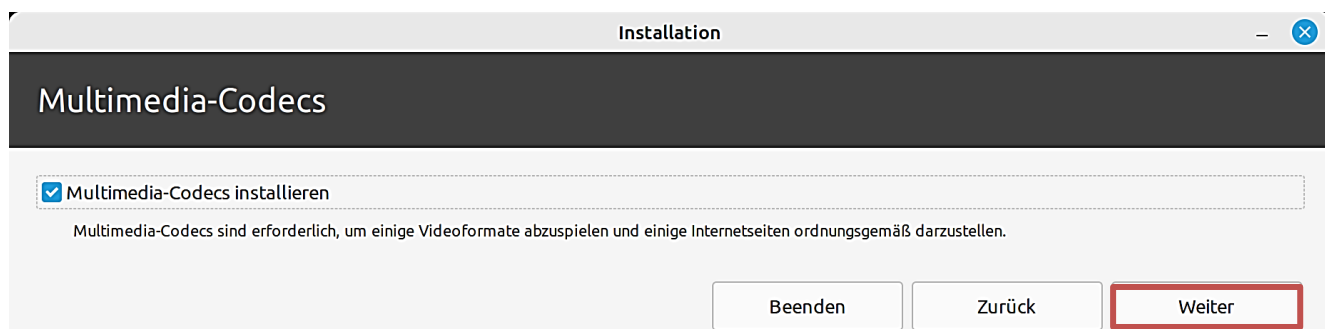 Installation
Multimedia-Codecs
Multimedia-Codecs installieren
Multimedia-Codecs sind erforderlich, um einige Videoformate abzuspielen und einige Internetseiten ordnungsgemäß darzustellen.
Beenden Zurück Weiter